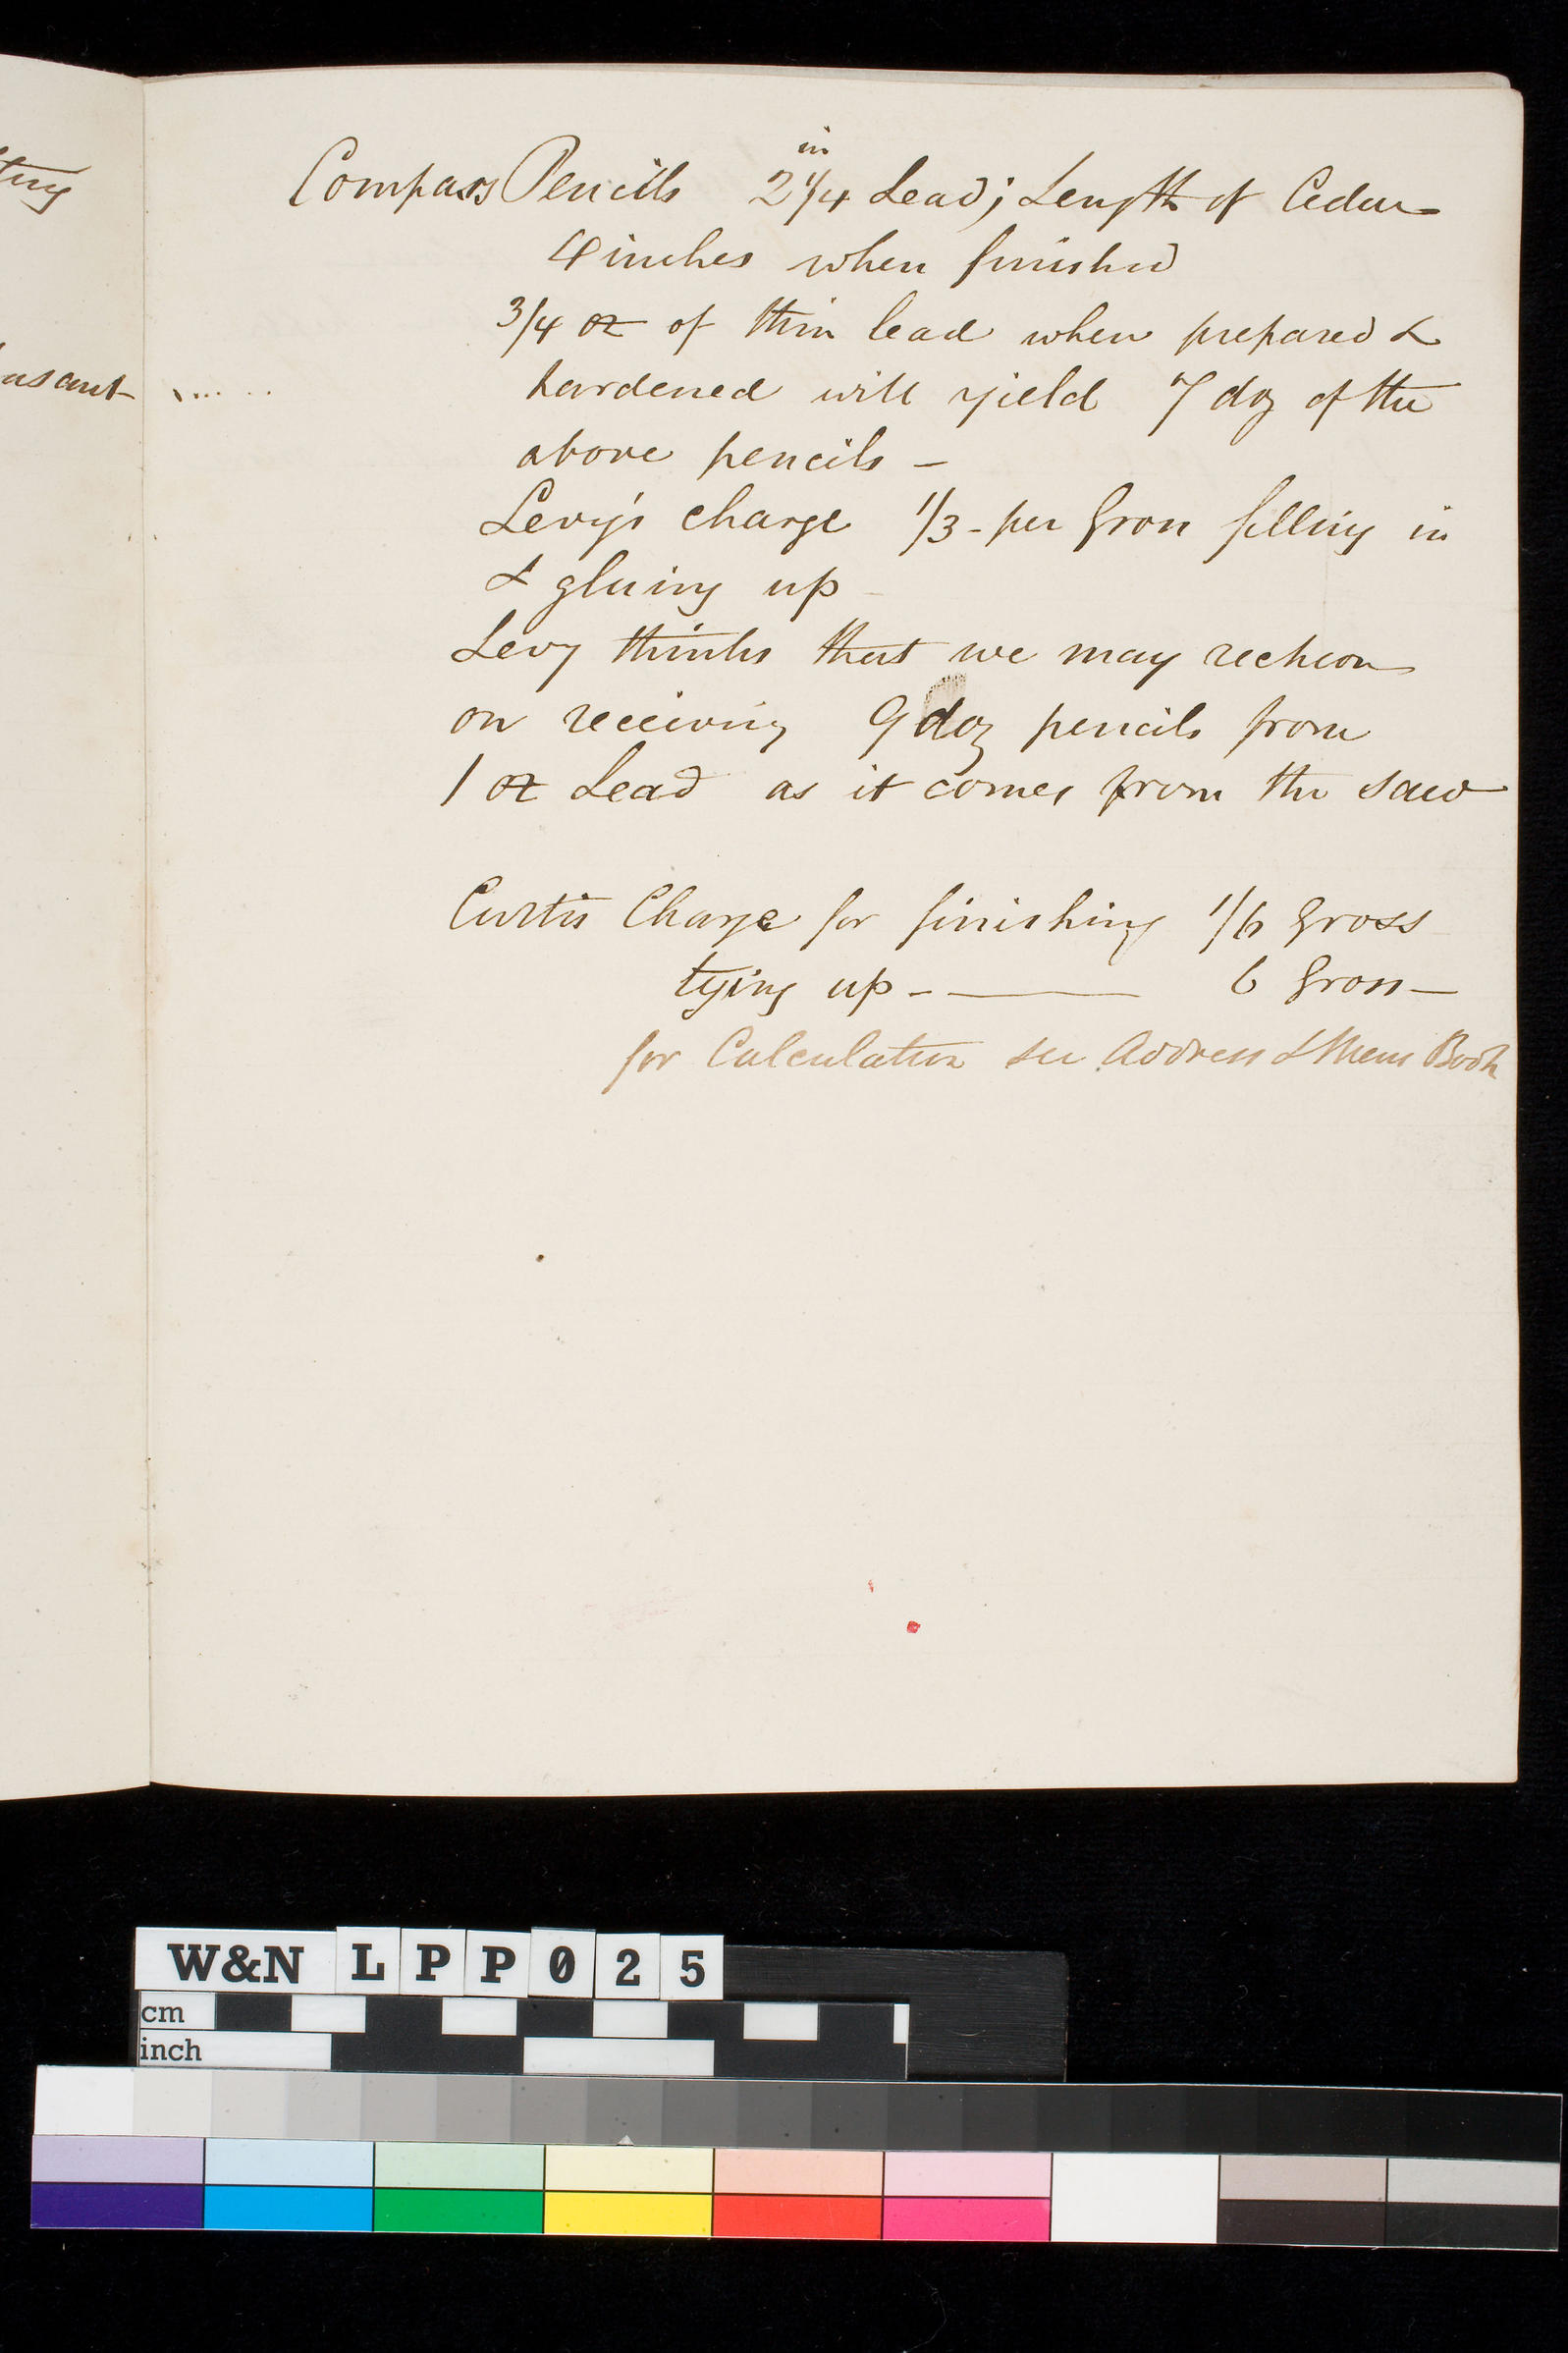 ting
asant
Compass Pencils 2 1/4 in Lead; Length of Cedar
4 inches when finished
3/4 oz of thin lead when prepared &
hardened will yield 7 doz of the
above pencils -
Levy's charge 1/3 - per Gross filling in
& gluing up -
Levy thinks that we may reckon
on receiving 9 doz pencils from
1 oz Lead as it comes from the saw
Curtis Charge for finishing 1/6 Gross
tying up - — 6 Gross -
for Calculation see Address & Mem Book
W&N LPP025
cm
inch